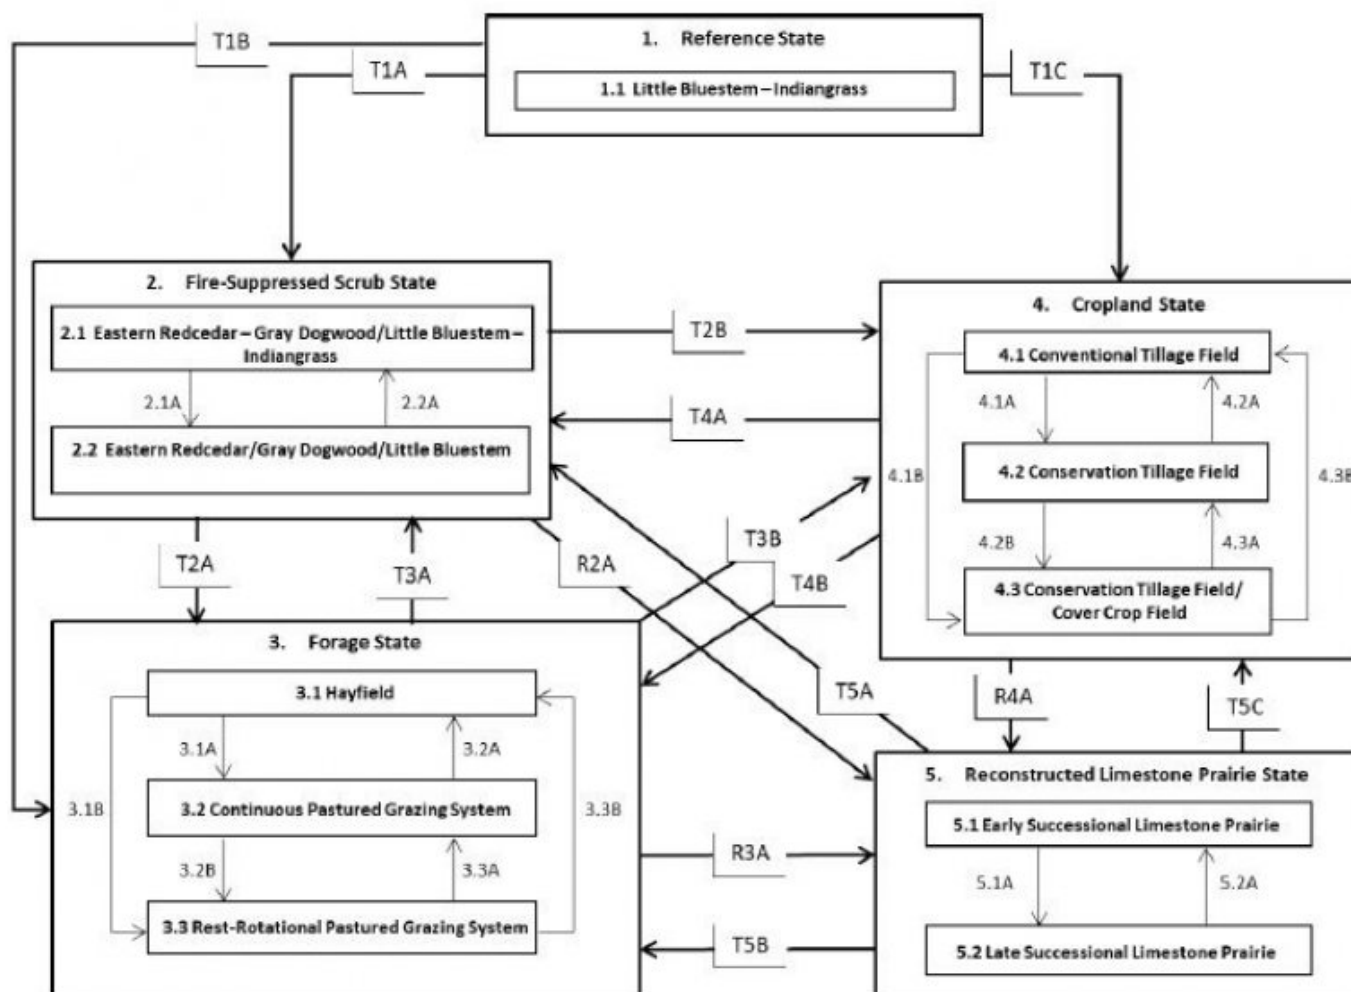 T1B
T1A
1. Reference State
1.1 Little Bluestem – Indiangrass
T1C
2. Fire-Suppressed Scrub State
2.1 Eastern Redcedar – Gray Dogwood/Little Bluestem –
Indiangrass
2.1A
2.2A
2.2 Eastern Redcedar/Gray Dogwood/Little Bluestem
T2B
T4A
4. Cropland State
4.1 Conventional Tillage Field
4.1A
4.2A
4.2 Conservation Tillage Field
4.1B
4.3B
4.2B
4.3A
4.3 Conservation Tillage Field/
Cover Crop Field
T2A
T3A
R2A
T3B
T4B
T5A
R4A
T5C
3. Forage State
3.1 Hayfield
3.1A
3.2A
3.2 Continuous Pastured Grazing System
3.1B
3.3B
3.2B
3.3A
3.3 Rest-Rotational Pastured Grazing System
R3A
T5B
5. Reconstructed Limestone Prairie State
5.1 Early Successional Limestone Prairie
5.1A
5.2A
5.2 Late Successional Limestone Prairie